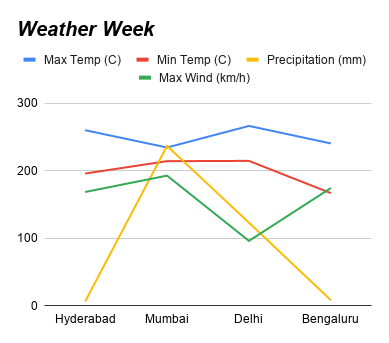 Weather Week
Max Temp (C) Min Temp (C) Precipitation (mm)
Max Wind (km/h)
300
200
100
0
Hyderabad Mumbai Delhi Bengaluru